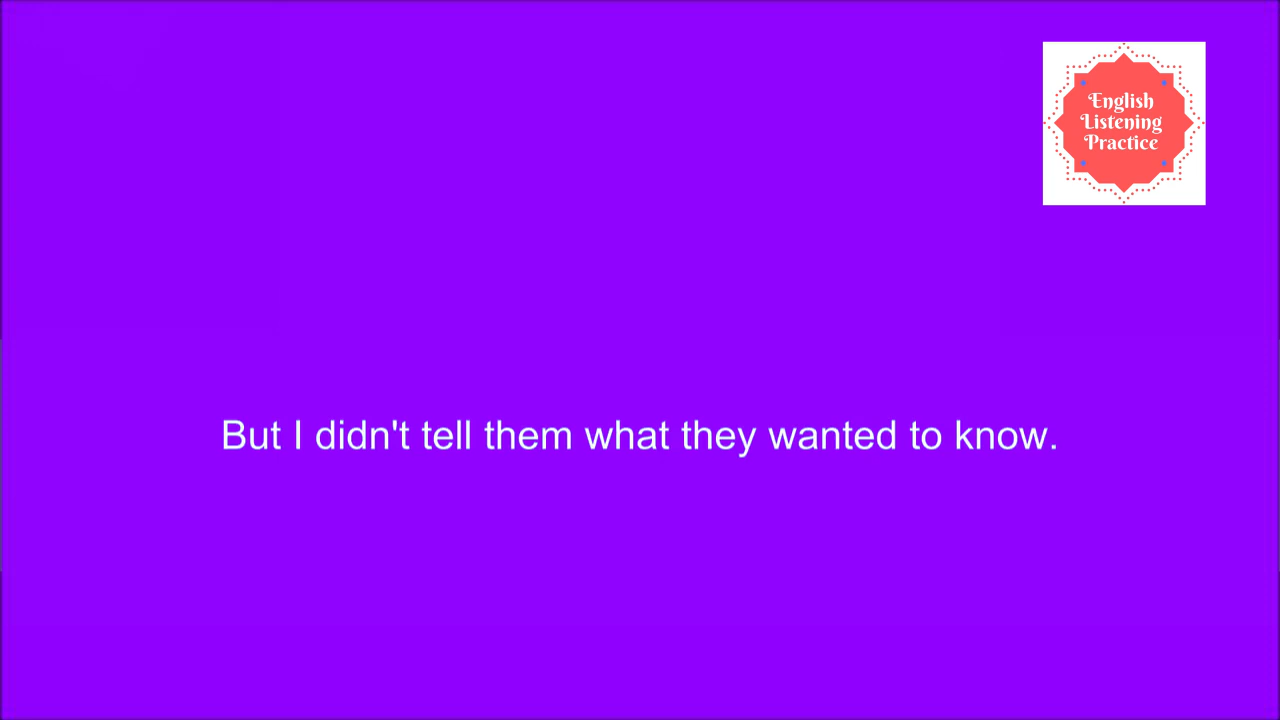 English
Listening
Practice
But I didn't tell them what they wanted to know.